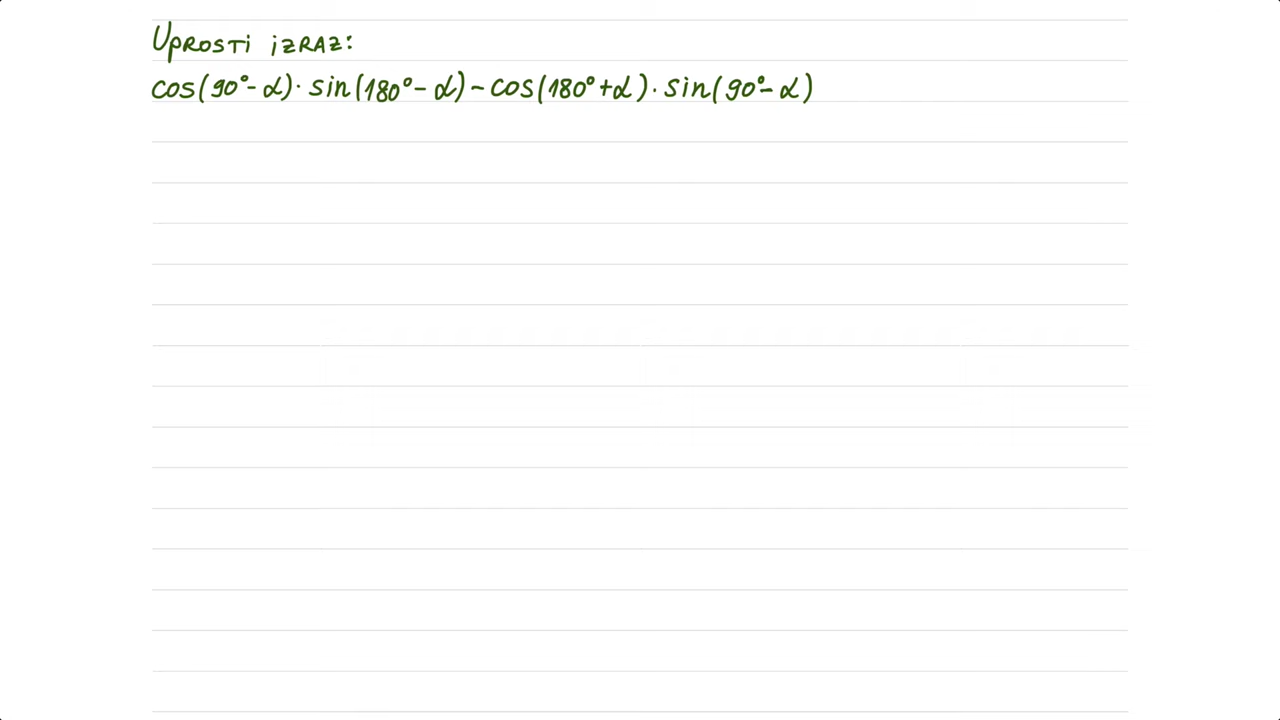 Uprosti izraz:
cos(90°- α)· sin(180°- α) - cos(180°+α)· sin(90°- α)